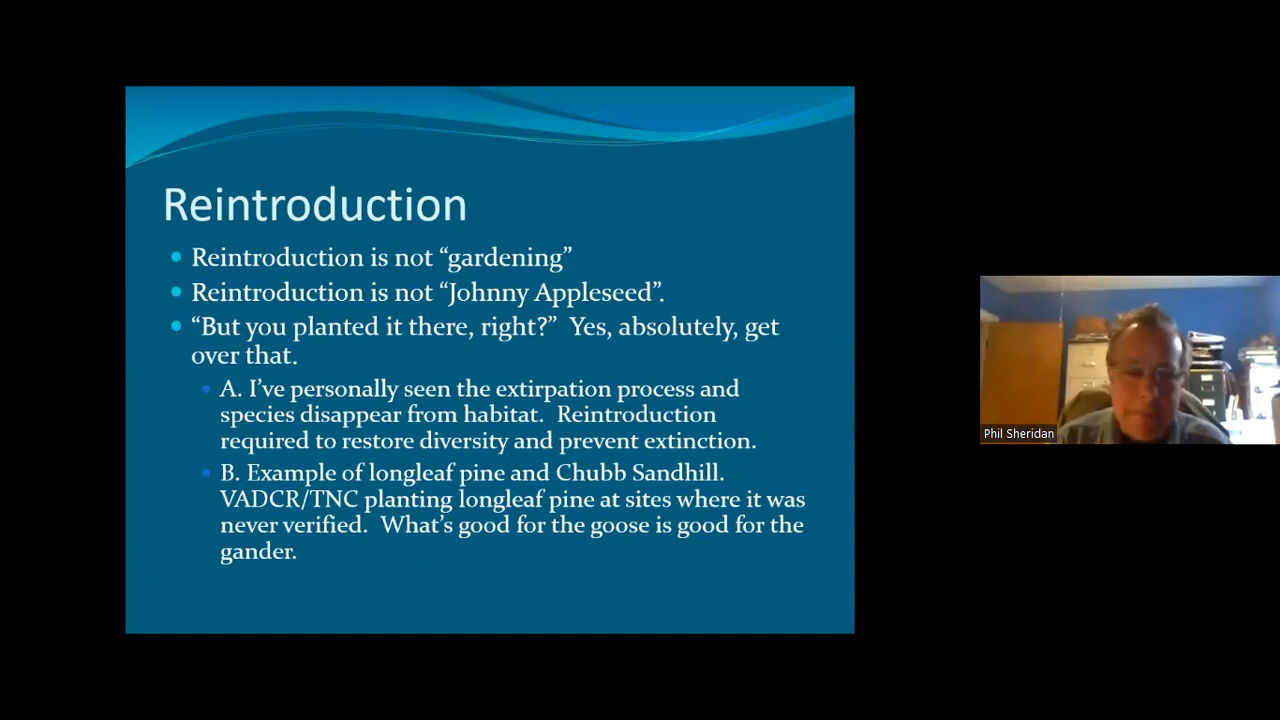 Reintroduction
Reintroduction is not “gardening”
Reintroduction is not “Johnny Appleseed”.
“But you planted it there, right?”  Yes, absolutely, get
over that.
A. I’ve personally seen the extirpation process and
species disappear from habitat.  Reintroduction
required to restore diversity and prevent extinction.
B. Example of longleaf pine and Chubb Sandhill.
VADCR/TNC planting longleaf pine at sites where it was
never verified.  What’s good for the goose is good for the
gander.
Phil Sheridan